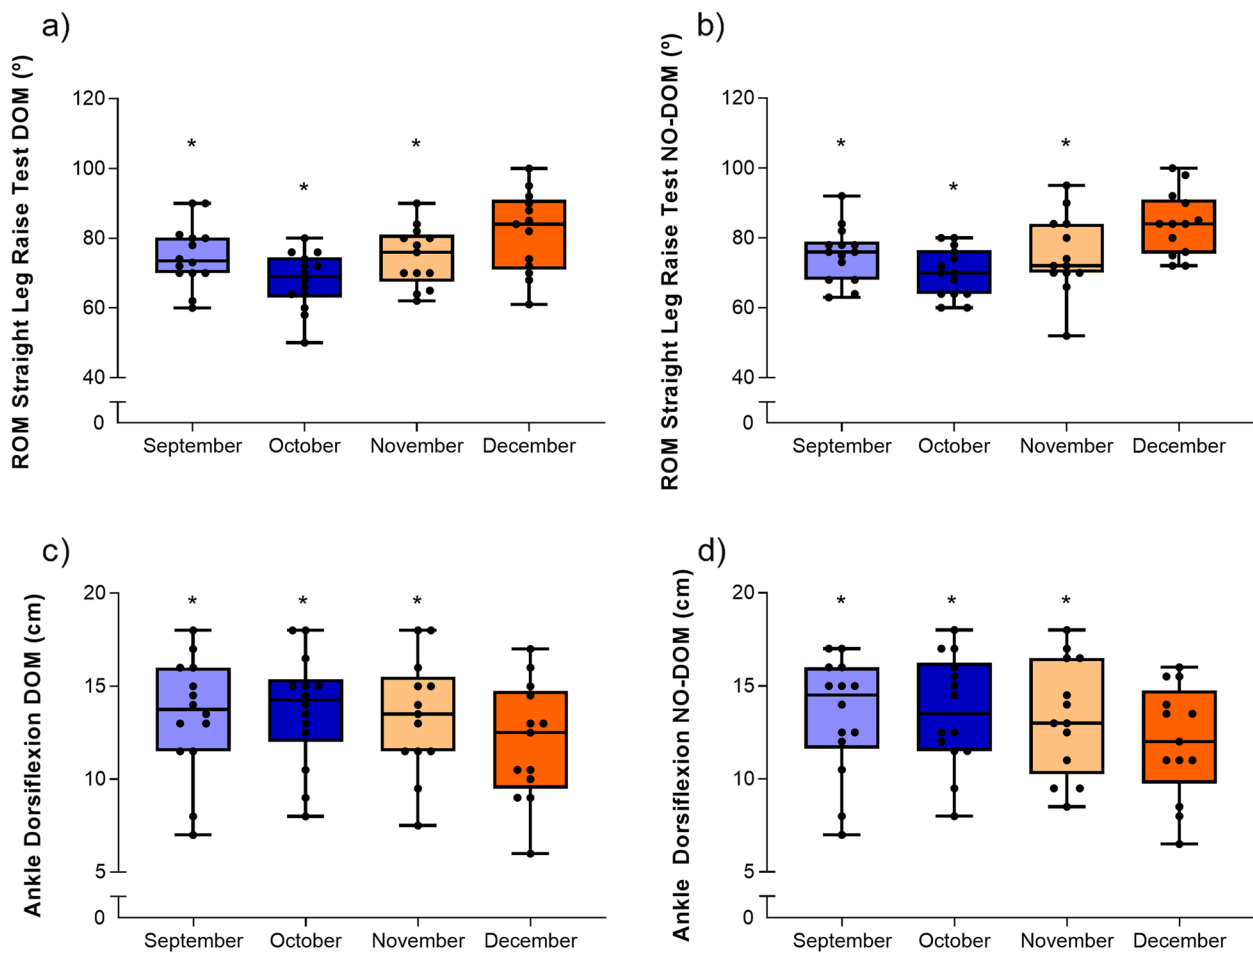 a)
ROM Straight Leg Raise Test DOM (º)
120
100
80
60
40
0
* * *
September October November December
b)
ROM Straight Leg Raise Test NO-DOM (º)
120
100
80
60
40
0
* * *
September October November December
c)
Ankle Dorsiflexion DOM (cm)
20
15
10
5
0
* * *
September October November December
d)
Ankle Dorsiflexion NO-DOM (cm)
20
15
10
5
0
* * *
September October November December